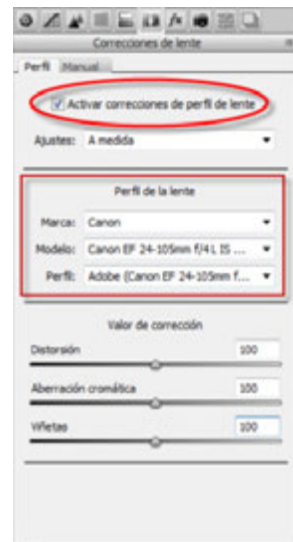 Correcciones de lente
Perfil Manual
Activar correcciones de perfil de lente
Ajustes: A medida
Perfil de la lente
Marca: Canon
Modelo: Canon EF 24-105mm f/4 L IS ...
Perfil: Adobe (Canon EF 24-105mm f...
Valor de corrección
Distorsión 100
Aberración cromática 100
Viñetas 100